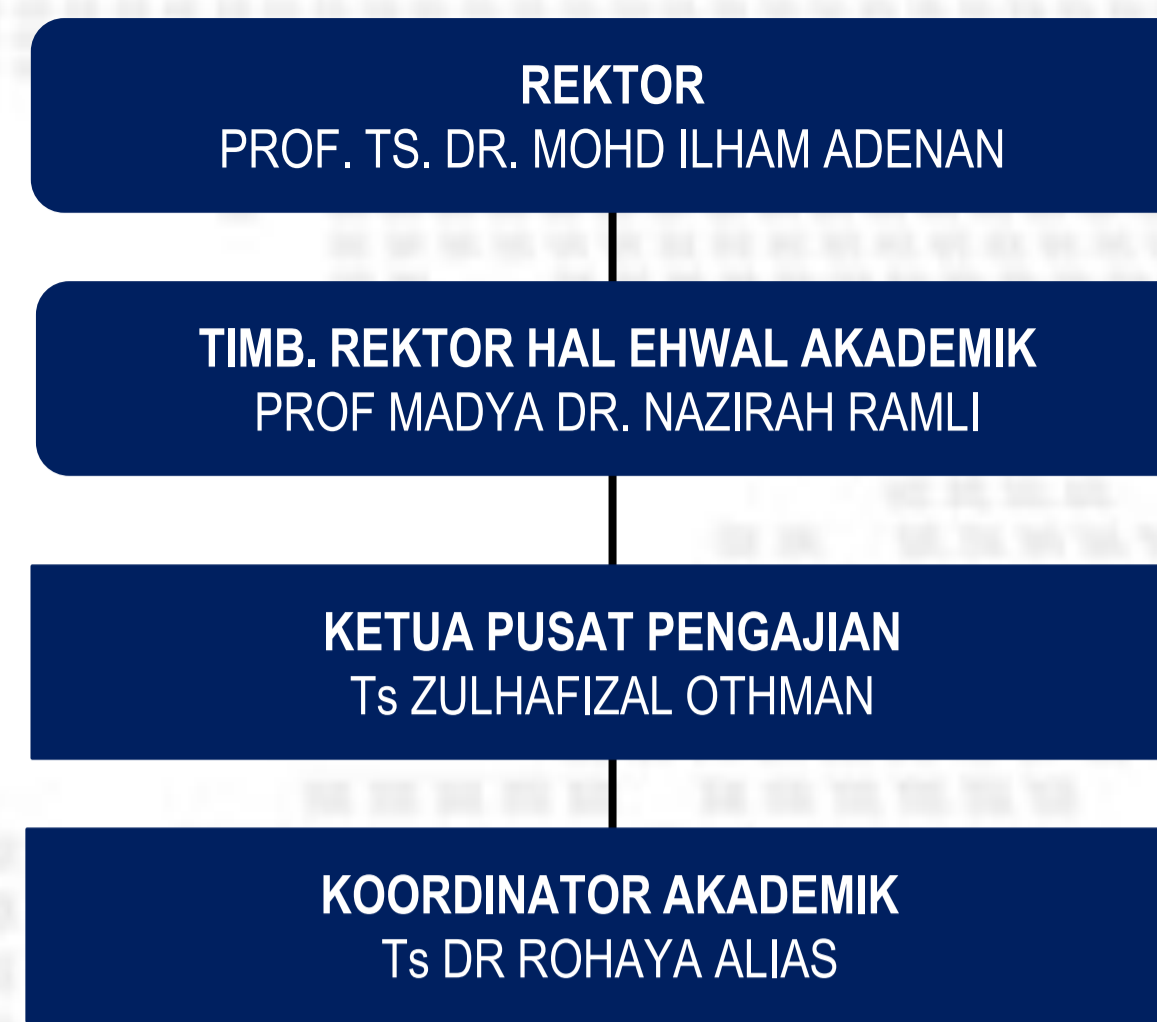 REKTOR
PROF. TS. DR. MOHD ILHAM ADENAN
TIMB. REKTOR HAL EHWAL AKADEMIK
PROF MADYA DR. NAZIRAH RAMLI
KETUA PUSAT PENGAJIAN
Ts ZULHAFIZAL OTHMAN
KOORDINATOR AKADEMIK
Ts DR ROHAYA ALIAS